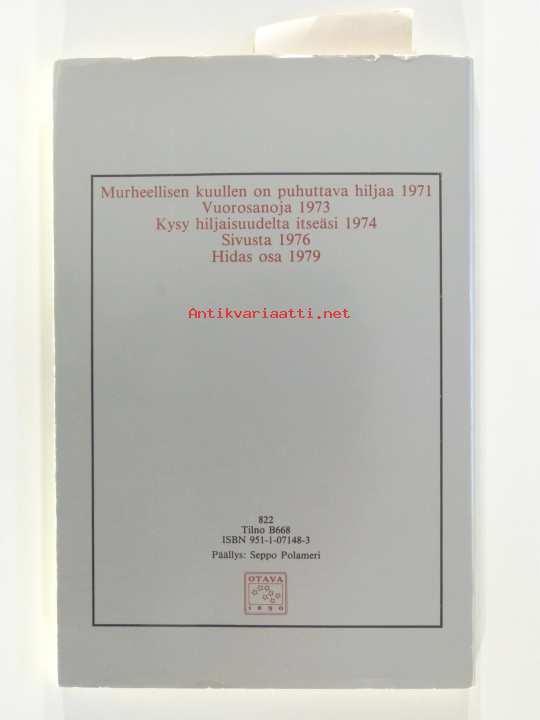 Murheellisen kuullen on puhuttava hiljaa 1971
Vuorosanoja 1973
Kysy hiljaisuudelta itseäsi 1974
Sivusta 1976
Hidas osa 1979
Antikvariaatti.net
822
Tilno B668
ISBN 951-1-07148-3
Päällys: Seppo Polameri
OTAVA
1890